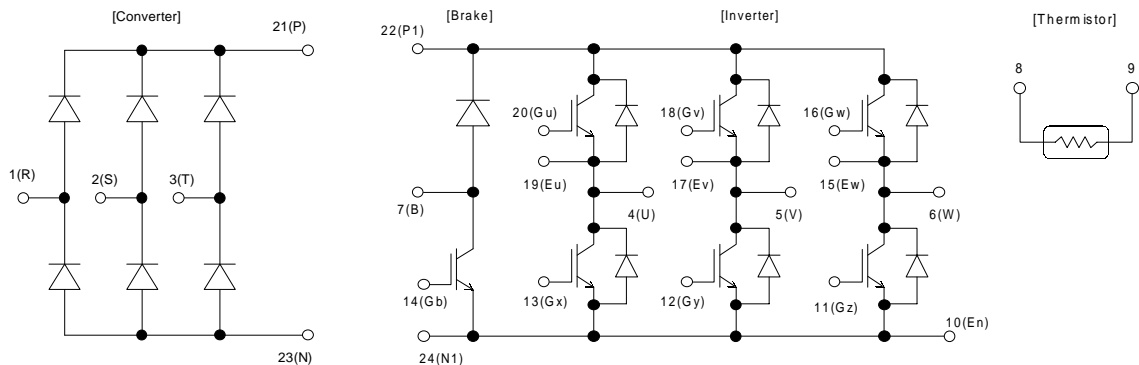 [Converter]
[Brake]
[Inverter]
[Thermistor]
21(P)
22(P1)
8
9
20(Gu)
18(Gv)
16(Gw)
1(R)
2(S)
3(T)
19(Eu)
17(Ev)
15(Ew)
7(B)
4(U)
5(V)
6(W)
14(Gb)
13(Gx)
12(Gy)
11(Gz)
10(En)
23(N)
24(N1)